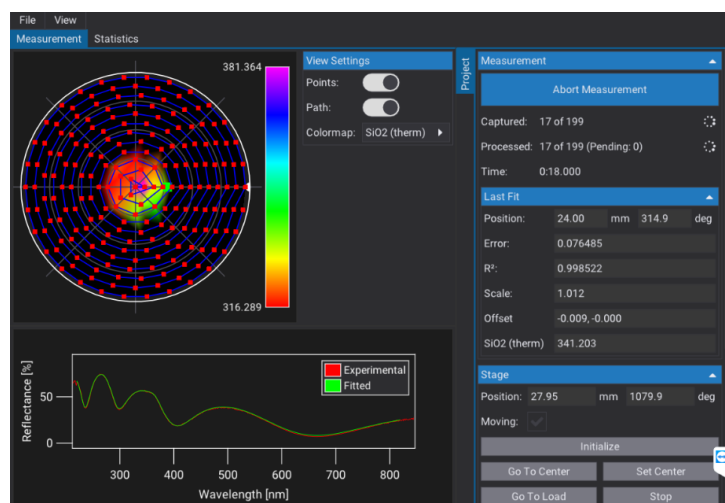 File View
Measurement Statistics
381.364
316.289
View Settings
Points:
Path:
Colormap: SiO2 (therm)
Project
Measurement
Abort Measurement
Captured: 17 of 199
Processed: 17 of 199 (Pending: 0)
Time: 0:18.000
Last Fit
Position: 24.00 mm 314.9 deg
Error: 0.076485
R²: 0.998522
Scale: 1.012
Offset -0.009, -0.000
SiO2 (therm) 341.203
Stage
Position: 27.95 mm 1079.9 deg
Moving:
Initialize
Go To Center Set Center
Go To Load Stop
Reflectance [%]
50
0
Experimental
Fitted
300 400 500 600 700 800
Wavelength [nm]